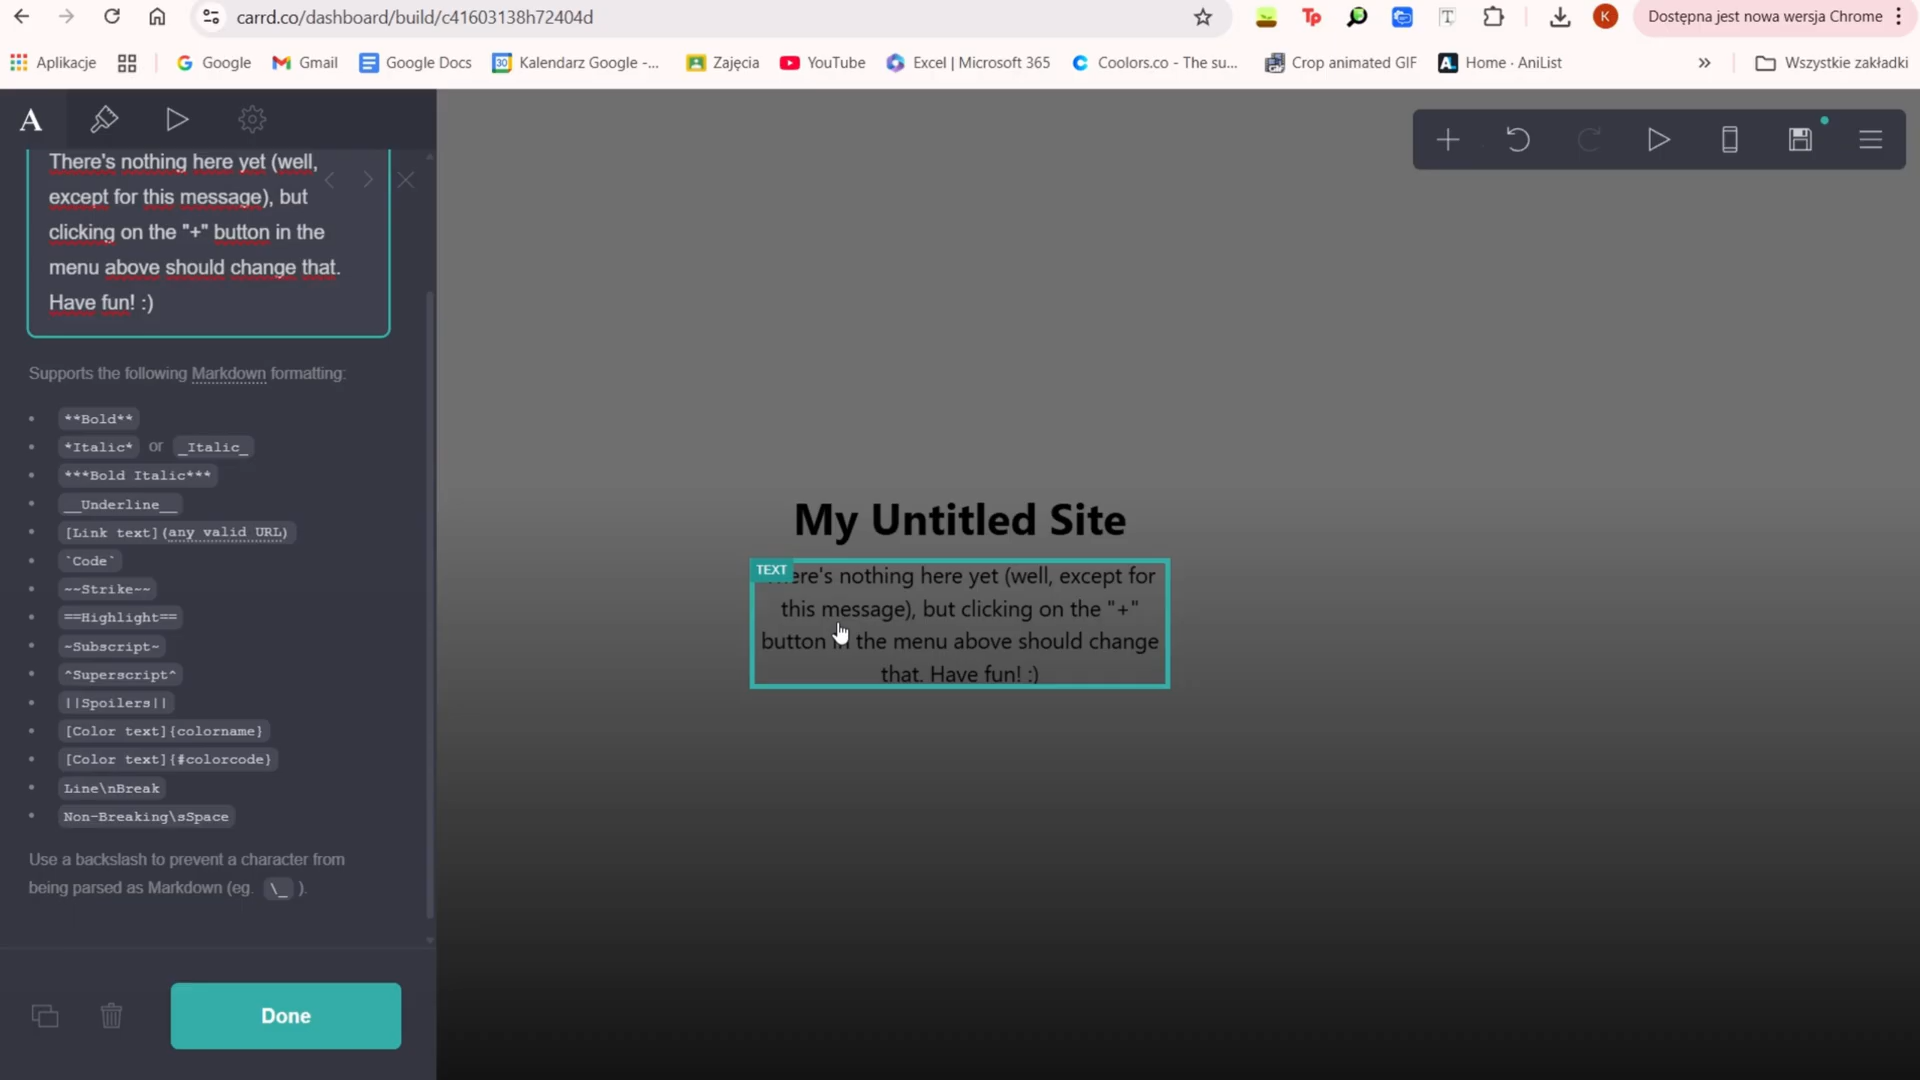 carrd.co/dashboard/build/c41603138h72404d
Tp
T
K
Dostępna jest nowa wersja Chrome
Aplikacje
Google
Gmail
Google Docs
30
Kalendarz Google -...
Zajęcia
YouTube
Excel | Microsoft 365
C
Coolors.co - The su...
Crop animated GIF
A.
Home · AniList
»
Wszystkie zakładki
A
There's nothing here yet (well,
except for this message), but
clicking on the "+" button in the
menu above should change that.
Have fun! :)
Supports the following Markdown formatting:
• **Bold**
• *Italic* or _Italic_
• ***Bold Italic***
• __Underline__
• [Link text](any valid URL)
• `Code`
• ~~Strike~~
• ==Highlight==
• ~Subscript~
• ^Superscript^
• ||Spoilers||
• [Color text]{colorname}
• [Color text]{#colorcode}
• Line\nBreak
• Non-Breaking\sSpace
Use a backslash to prevent a character from
being parsed as Markdown (eg. \_ ).
Done
My Untitled Site
TEXT
ere's nothing here yet (well, except for
this message), but clicking on the "+"
button in the menu above should change
that. Have fun! :)